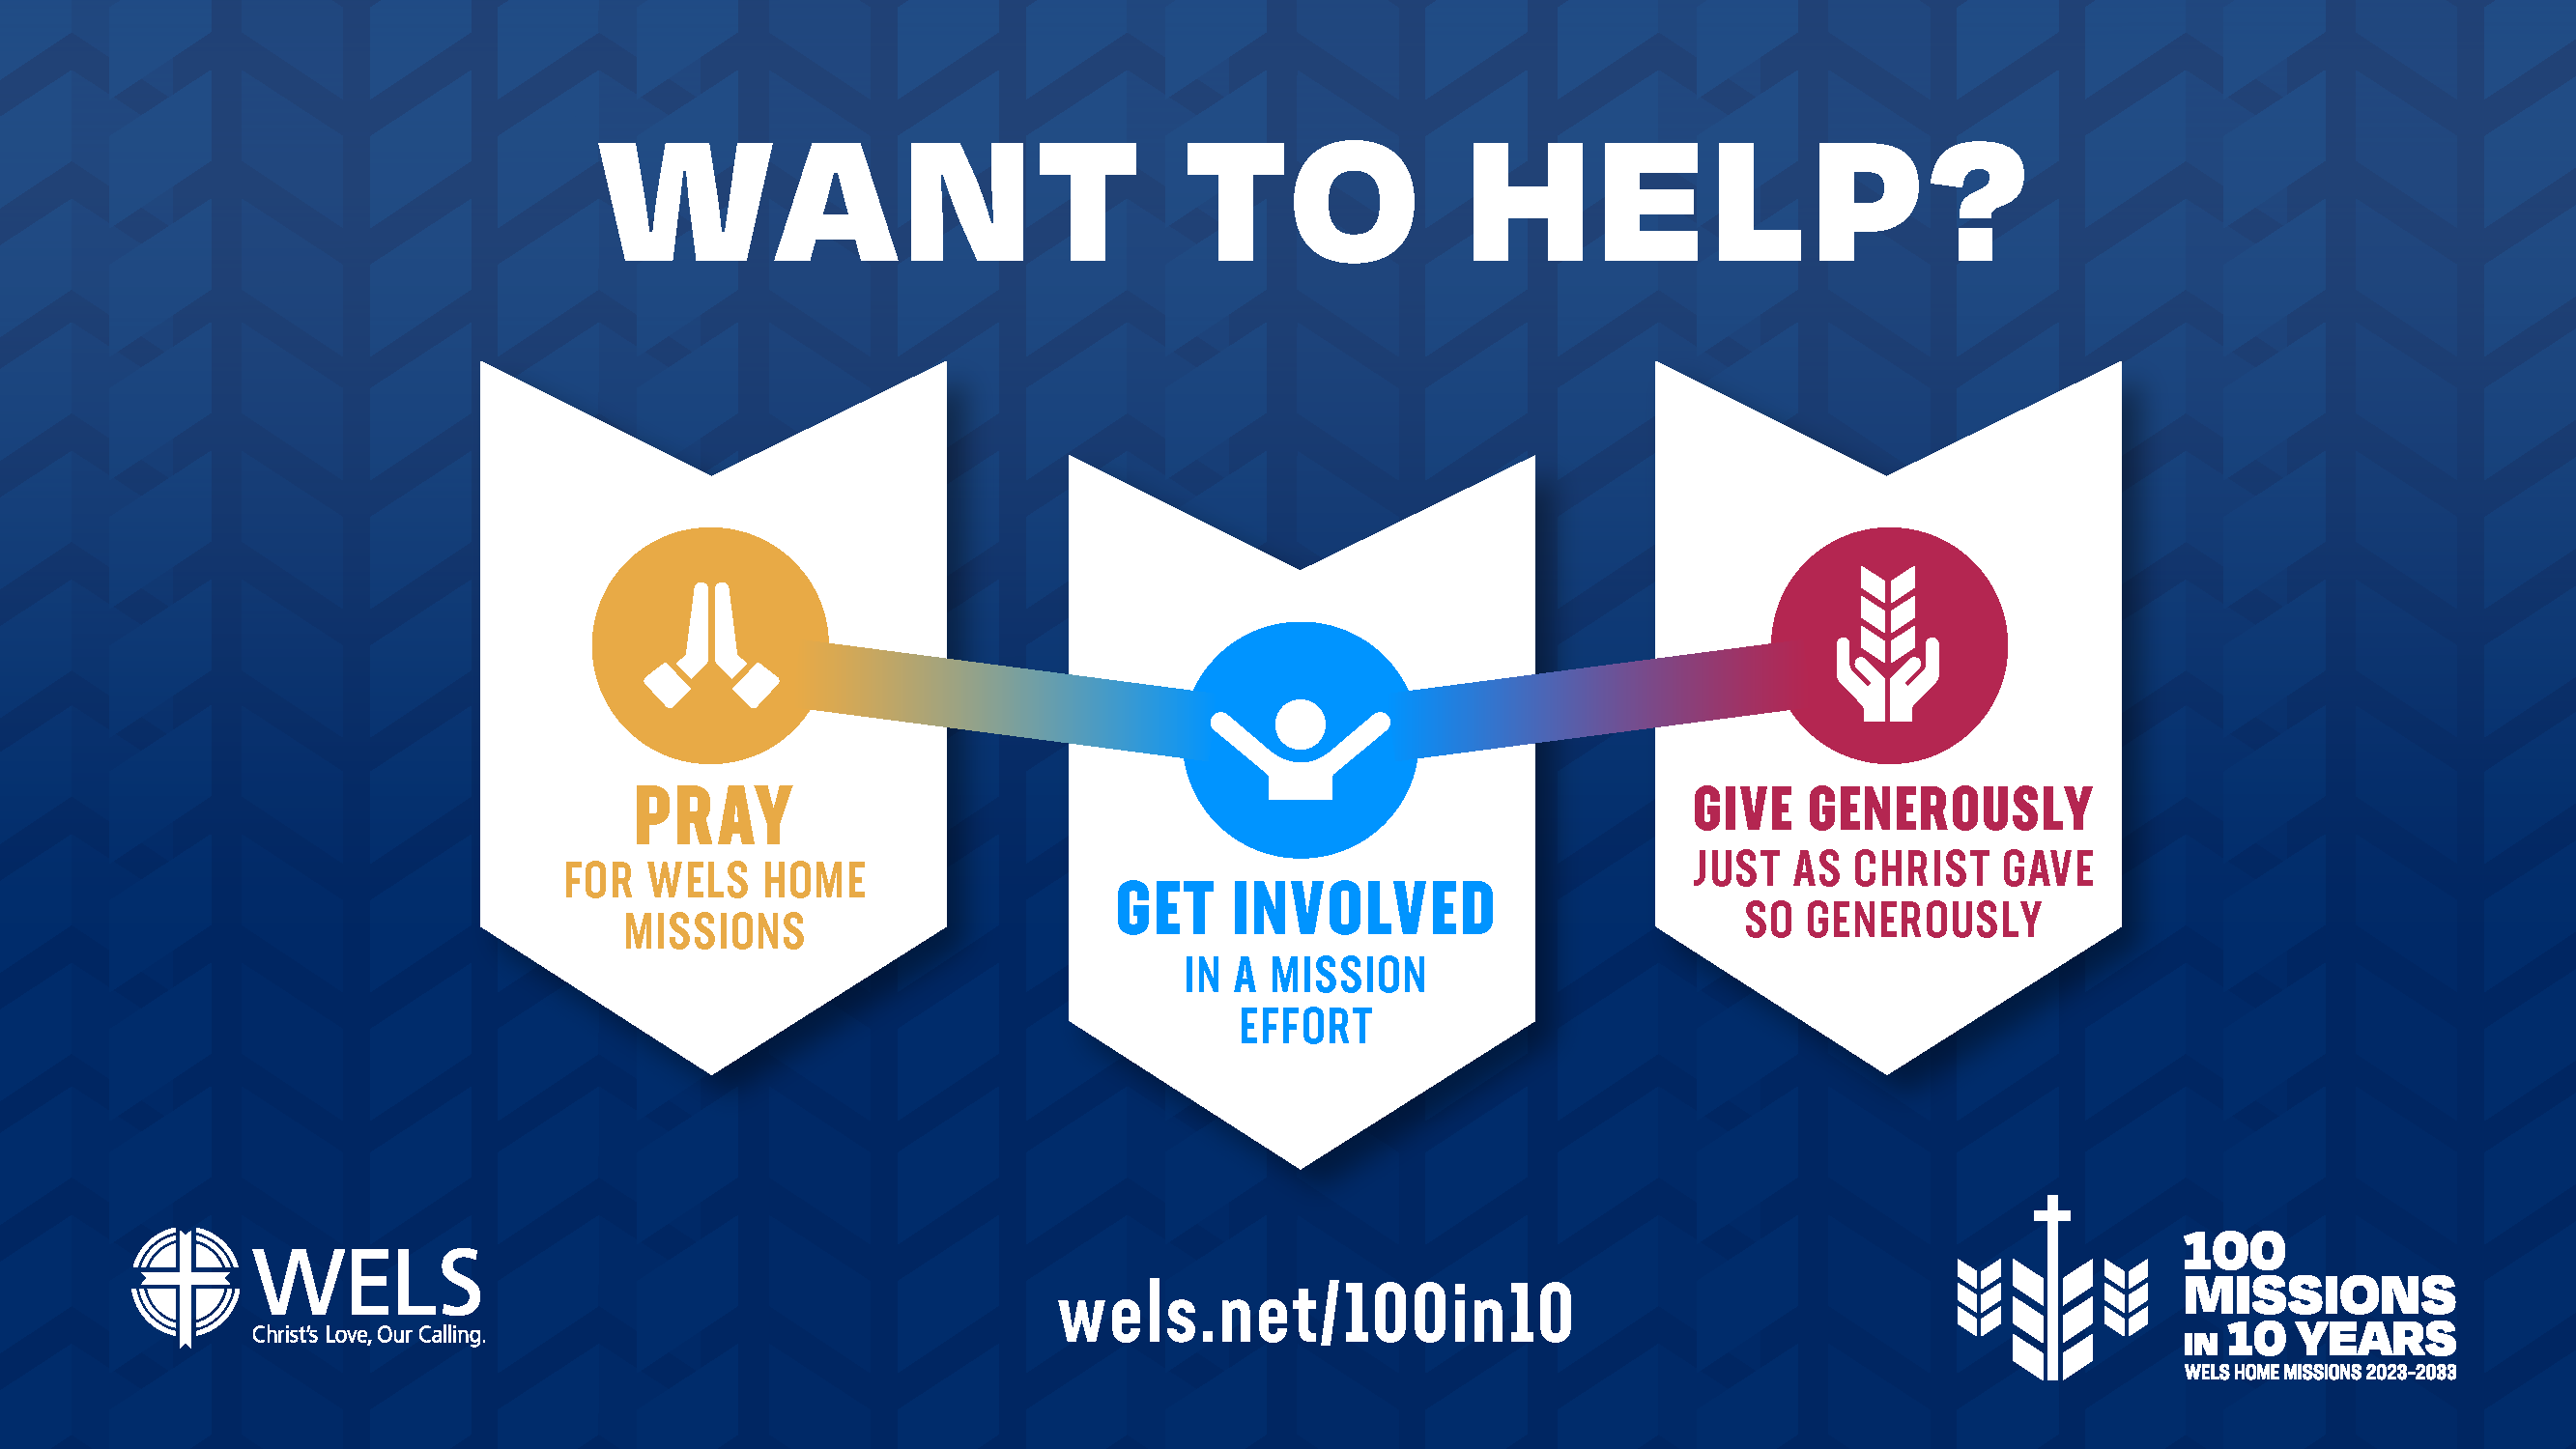 WANT TO HELP?
PRAY
FOR WELS HOME
MISSIONS
GET INVOLVED
IN A MISSION
EFFORT
GIVE GENEROUSLY
JUST AS CHRIST GAVE
SO GENEROUSLY
WELS
Christ's Love, Our Calling.
wels.net/100in10
100
MISSIONS
IN 10 YEARS
WELS HOME MISSIONS 2023-2033